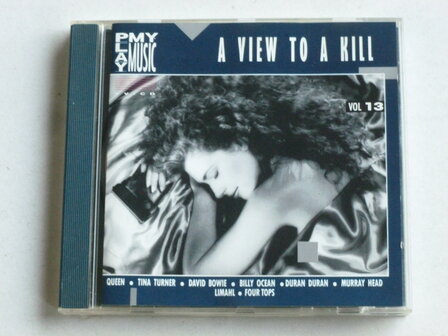 PLAY MY MUSIC
A VIEW TO A KILL
VOL 13
QUEEN • TINA TURNER • DAVID BOWIE • BILLY OCEAN • DURAN DURAN • MURRAY HEAD
LIMAHL • FOUR TOPS